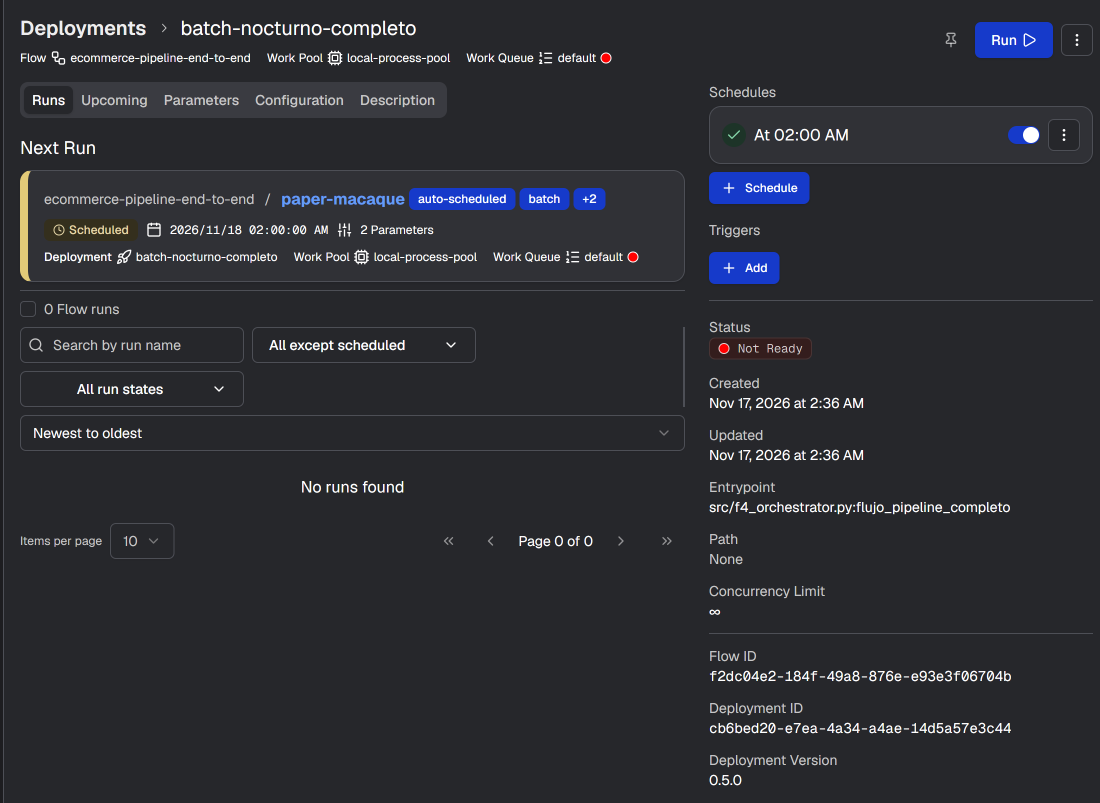 Deployments > batch-nocturno-completo
Flow ecommerce-pipeline-end-to-end Work Pool local-process-pool Work Queue default
Run
Runs Upcoming Parameters Configuration Description
Next Run
ecommerce-pipeline-end-to-end / paper-macaque auto-scheduled batch +2
Scheduled 2026/11/18 02:00:00 AM 2 Parameters
Deployment batch-nocturno-completo Work Pool local-process-pool Work Queue default
0 Flow runs
Search by run name All except scheduled
All run states
Newest to oldest
No runs found
Items per page 10 « ‹ Page 0 of 0 › »
Schedules
At 02:00 AM
+ Schedule
Triggers
+ Add
Status
Not Ready
Created
Nov 17, 2026 at 2:36 AM
Updated
Nov 17, 2026 at 2:36 AM
Entrypoint
src/f4_orchestrator.py:flujo_pipeline_completo
Path
None
Concurrency Limit
∞
Flow ID
f2dc04e2-184f-49a8-876e-e93e3f06704b
Deployment ID
cb6bed20-e7ea-4a34-a4ae-14d5a57e3c44
Deployment Version
0.5.0